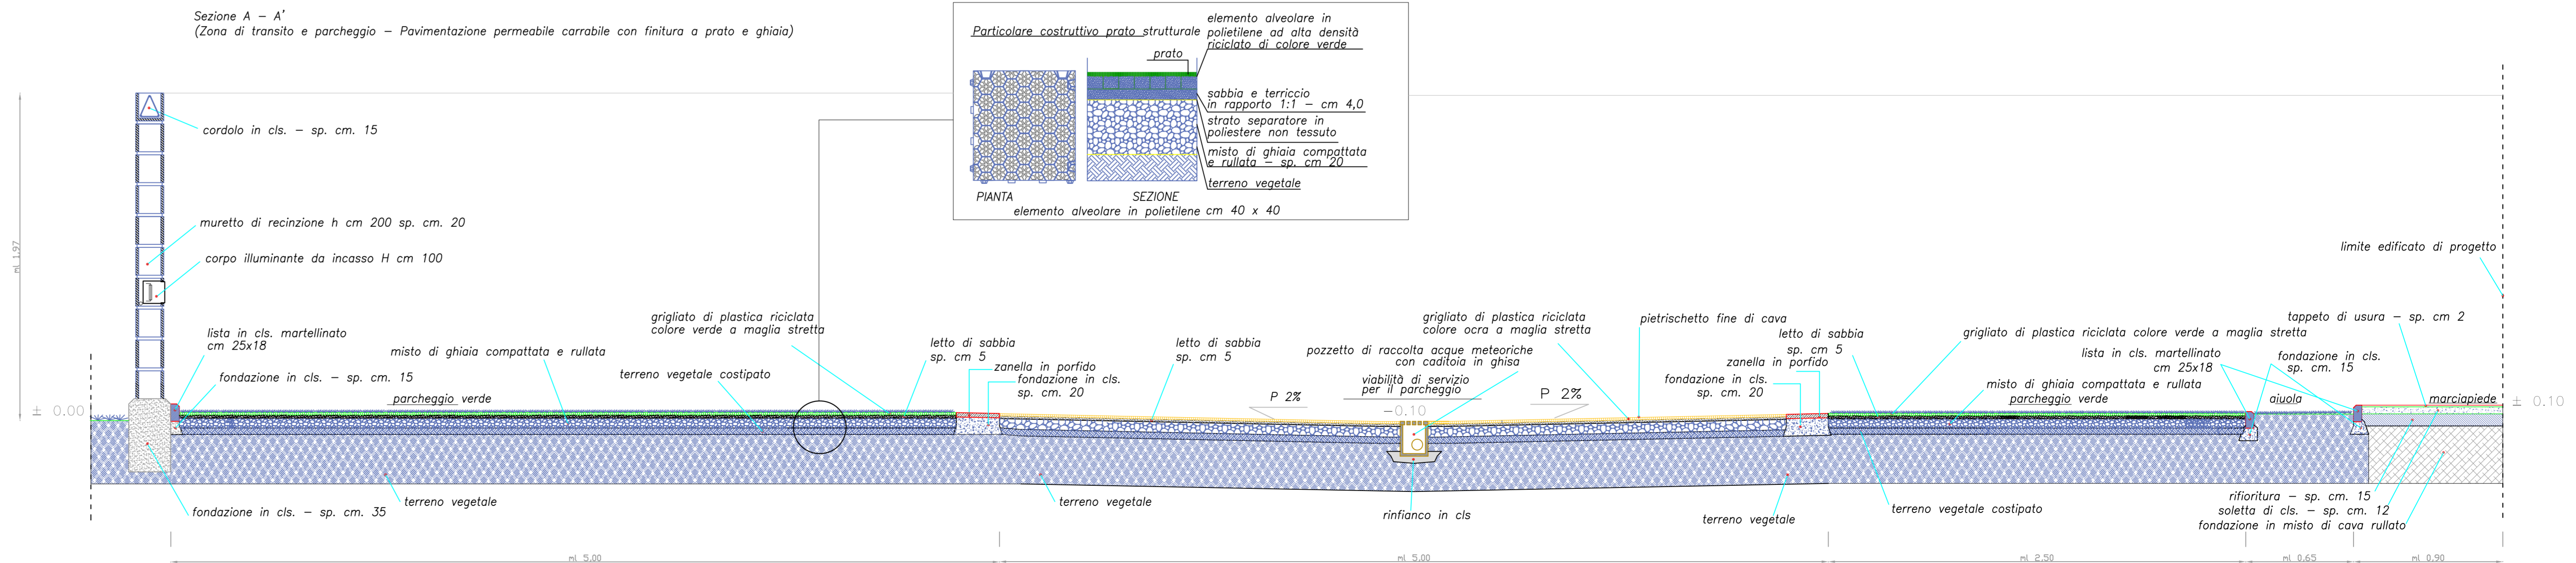 Sezione A - A'
(Zona di transito e parcheggio - Pavimentazione permeabile carrabile con finitura a prato e ghiaia)
Particolare costruttivo prato strutturale
elemento alveolare in
polietilene ad alta densità
riciclato di colore verde
prato
sabbia e terriccio
in rapporto 1:1 - cm 4,0
strato separatore in
poliestere non tessuto
misto di ghiaia compattata
e rullata - sp. cm 20
terreno vegetale
PIANTA
SEZIONE
elemento alveolare in polietilene cm 40 x 40
cordolo in cls. - sp. cm. 15
muretto di recinzione h cm 200 sp. cm. 20
corpo illuminante da incasso H cm 100
ml 1.97
lista in cls. martellinato
cm 25x18
fondazione in cls. - sp. cm. 15
misto di ghiaia compattata e rullata
parcheggio verde
grigliato di plastica riciclata
colore verde a maglia stretta
terreno vegetale costipato
letto di sabbia
sp. cm 5
zanella in porfido
fondazione in cls.
sp. cm. 20
letto di sabbia
sp. cm 5
P 2%
grigliato di plastica riciclata
colore ocra a maglia stretta
pozzetto di raccolta acque meteoriche
con caditoia in ghisa
viabilità di servizio
per il parcheggio
-0.10
P 2%
pietrischetto fine di cava
letto di sabbia
sp. cm 5
zanella in porfido
fondazione in cls.
sp. cm. 20
grigliato di plastica riciclata colore verde a maglia stretta
lista in cls. martellinato
cm 25x18
misto di ghiaia compattata e rullata
parcheggio verde
fondazione in cls.
sp. cm. 15
aiuola
limite edificato di progetto
tappeto di usura - sp. cm 2
marciapiede
± 0.00
± 0.10
fondazione in cls. - sp. cm. 35
terreno vegetale
terreno vegetale
rinfianco in cls
terreno vegetale
terreno vegetale costipato
rifioritura - sp. cm. 15
soletta di cls. - sp. cm. 12
fondazione in misto di cava rullato
ml 5.00
ml 5.00
ml 2.50
ml 0.65
ml 0.90